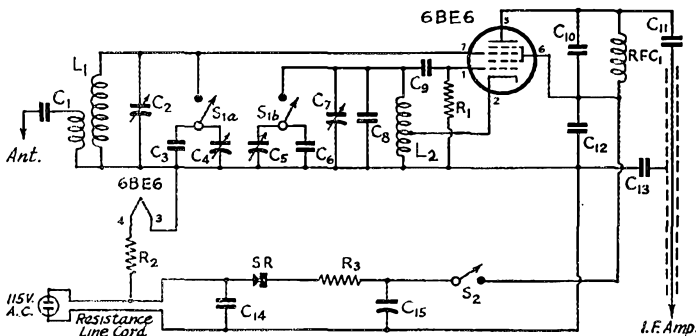 6BE6
5
7
1
6
2
C10
C11
RFC1
L1
C1
C2
S1a
S1b
C7
C9
R1
C8
L2
C12
C3
C4
C5
C6
C13
Ant.
6BE6
4
3
R2
SR
R3
S2
C14
C15
115V.
A.C.
Resistance
Line Cord
I.F. Amp.